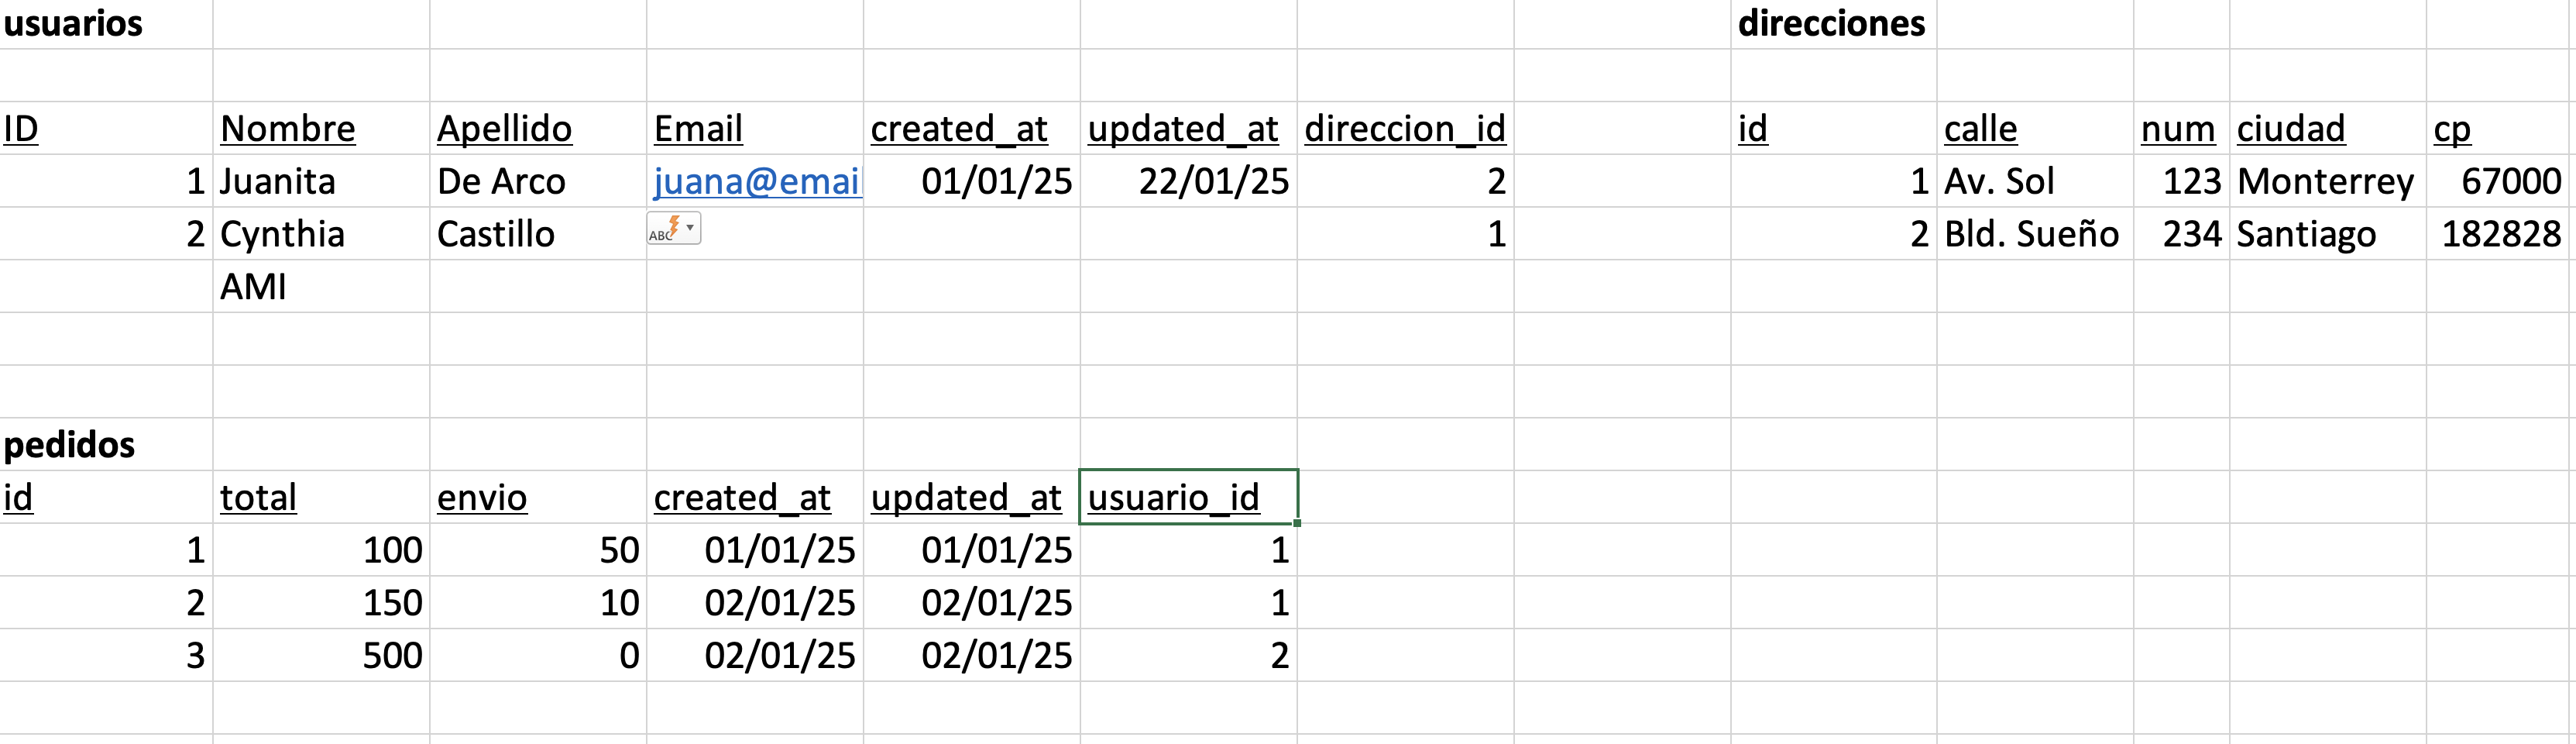 usuarios direcciones
ID Nombre Apellido Email created_at updated_at direccion_id id calle num ciudad cp
1 Juanita De Arco juana@emai 01/01/25 22/01/25 2 1 Av. Sol 123 Monterrey 67000
2 Cynthia Castillo ABC 1 2 Bld. Sueño 234 Santiago 182828
AMI
pedidos
id total envio created_at updated_at usuario_id
1 100 50 01/01/25 01/01/25 1
2 150 10 02/01/25 02/01/25 1
3 500 0 02/01/25 02/01/25 2